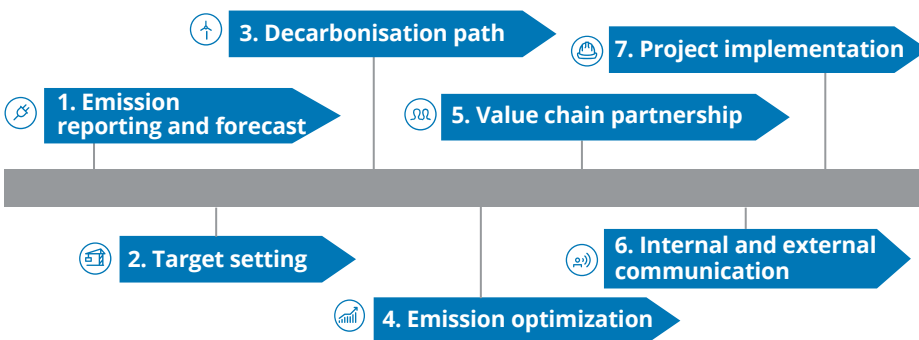 1. Emission
reporting and forecast
2. Target setting
3. Decarbonisation path
4. Emission optimization
5. Value chain partnership
6. Internal and external
communication
7. Project implementation